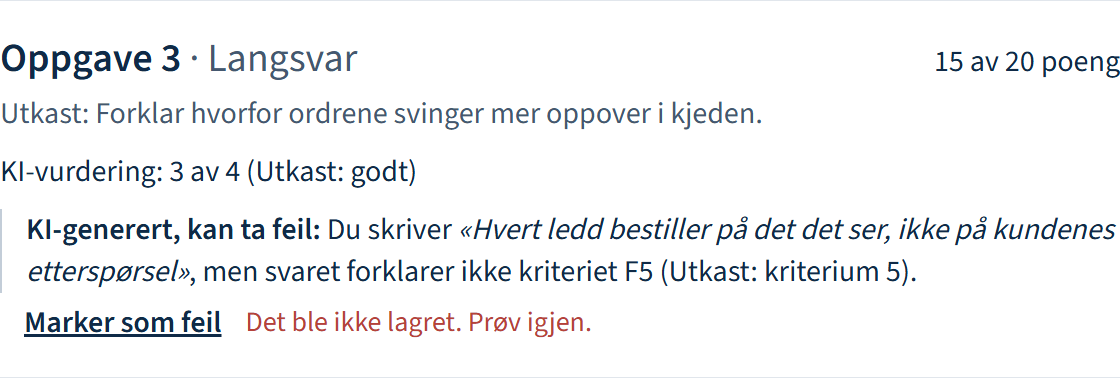 Oppgave 3 · Langsvar
15 av 20 poeng
Utkast: Forklar hvorfor ordrene svinger mer oppover i kjeden.
KI-vurdering: 3 av 4 (Utkast: godt)
KI-generert, kan ta feil: Du skriver «Hvert ledd bestiller på det det ser, ikke på kundenes
etterspørsel», men svaret forklarer ikke kriteriet F5 (Utkast: kriterium 5).
Marker som feil Det ble ikke lagret. Prøv igjen.